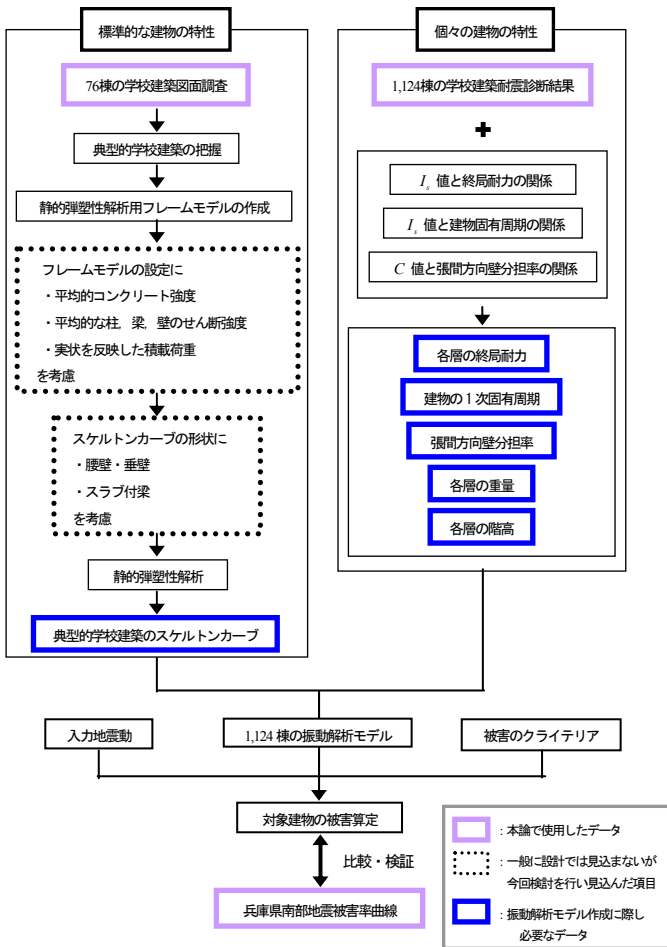 標準的な建物の特性
76棟の学校建築図面調査
典型的学校建築の把握
静的弾塑性解析用フレームモデルの作成
フレームモデルの設定に
・平均的コンクリート強度
・平均的な柱, 梁, 壁のせん断強度
・実状を反映した積載荷重
を考慮
スケルトンカーブの形状に
・腰壁・垂壁
・スラブ付梁
を考慮
静的弾塑性解析
典型的学校建築のスケルトンカーブ
個々の建物の特性
1,124棟の学校建築耐震診断結果
+
Is 値と終局耐力の関係
Is 値と建物固有周期の関係
C 値と張間方向壁分担率の関係
各層の終局耐力
建物の1次固有周期
張間方向壁分担率
各層の重量
各層の階高
入力地震動
1,124 棟の振動解析モデル
被害のクライテリア
対象建物の被害算定
比較・検証
兵庫県南部地震被害率曲線
：本論で使用したデータ
：一般に設計では見込まないが
今回検討を行い見込んだ項目
：振動解析モデル作成に際し
必要なデータ